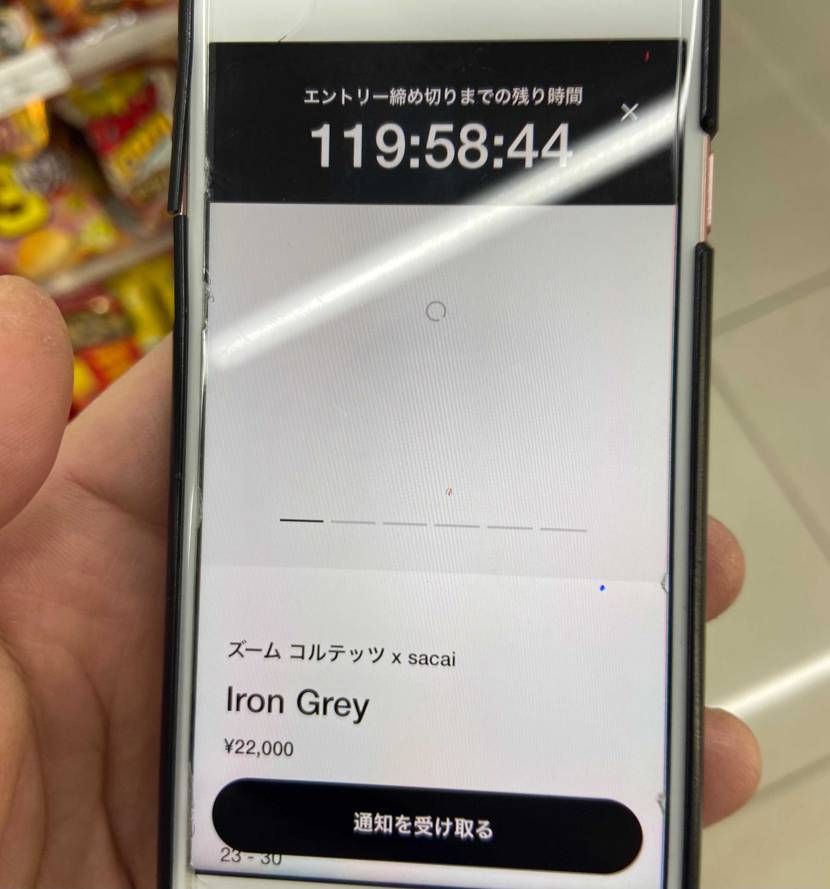 エントリー締め切りまでの残り時間
119:58:44
ズーム コルテッツ x sacai
Iron Grey
¥22,000
通知を受け取る
23 - 30